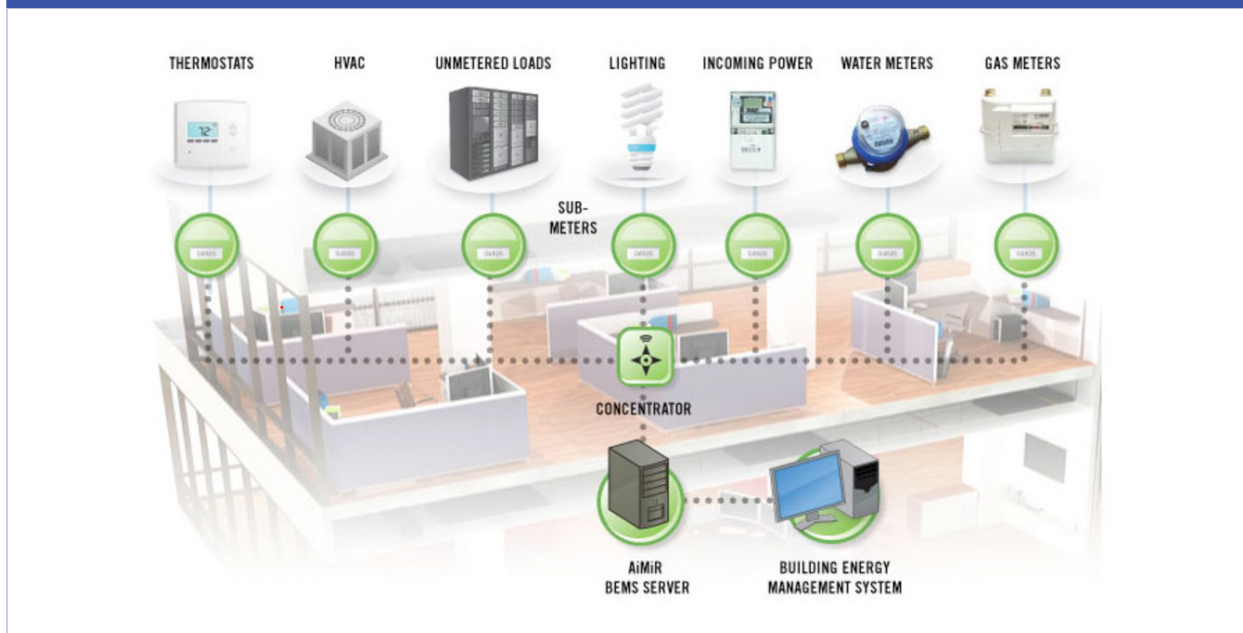 THERMOSTATS
HVAC
UNMETERED LOADS
LIGHTING
INCOMING POWER
WATER METERS
GAS METERS
72°
SUB-
METERS
CONCENTRATOR
AiMiR
BEMS SERVER
BUILDING ENERGY
MANAGEMENT SYSTEM